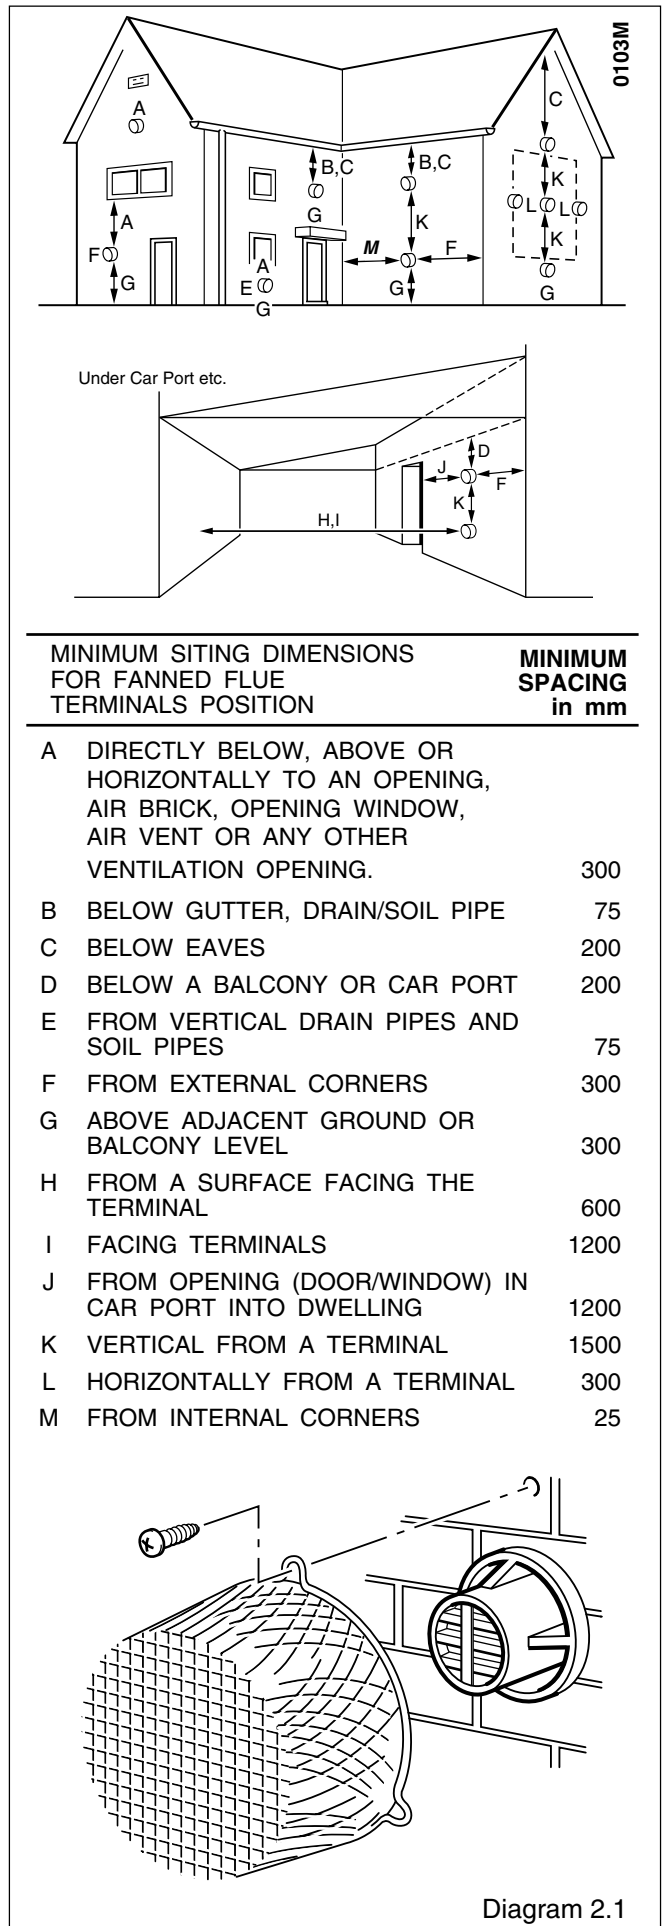 0103M
A
C
B,C
B,C
K
A
G
L
L
K
K
F
M
F
A
G
E
G
G
G
Under Car Port etc.
D
J
F
K
H,I
MINIMUM SITING DIMENSIONS
FOR FANNED FLUE
TERMINALS POSITION
MINIMUM
SPACING
in mm
A DIRECTLY BELOW, ABOVE OR
HORIZONTALLY TO AN OPENING,
AIR BRICK, OPENING WINDOW,
AIR VENT OR ANY OTHER
VENTILATION OPENING. 300
B BELOW GUTTER, DRAIN/SOIL PIPE 75
C BELOW EAVES 200
D BELOW A BALCONY OR CAR PORT 200
E FROM VERTICAL DRAIN PIPES AND
SOIL PIPES 75
F FROM EXTERNAL CORNERS 300
G ABOVE ADJACENT GROUND OR
BALCONY LEVEL 300
H FROM A SURFACE FACING THE
TERMINAL 600
I FACING TERMINALS 1200
J FROM OPENING (DOOR/WINDOW) IN
CAR PORT INTO DWELLING 1200
K VERTICAL FROM A TERMINAL 1500
L HORIZONTALLY FROM A TERMINAL 300
M FROM INTERNAL CORNERS 25
Diagram 2.1